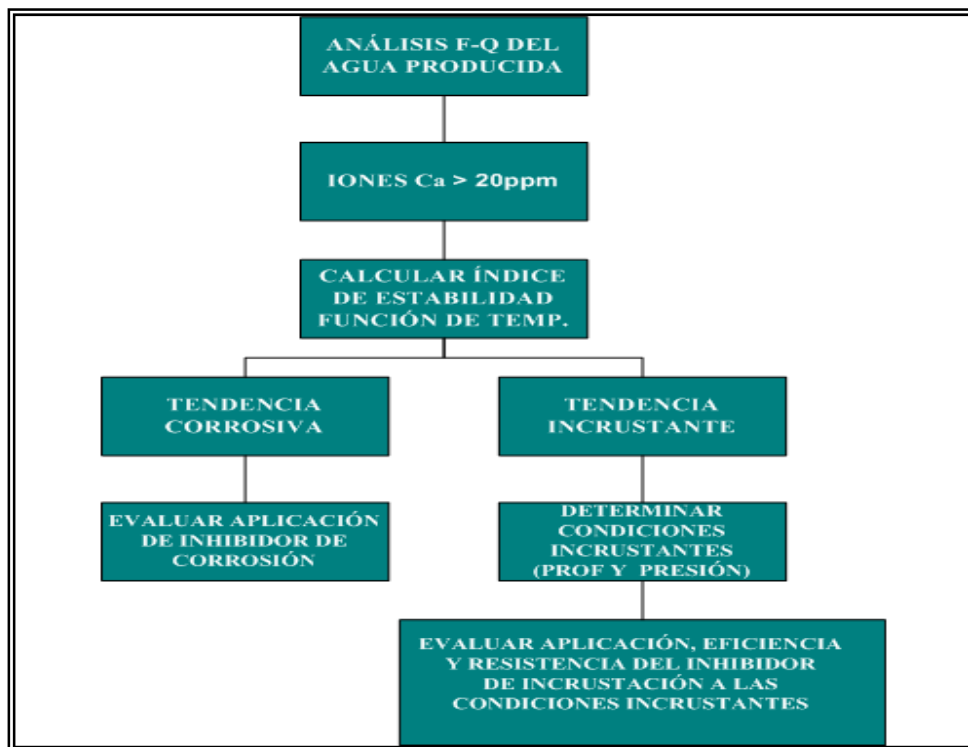 ANÁLISIS F-Q DEL
AGUA PRODUCIDA
IONES Ca > 20ppm
CALCULAR ÍNDICE
DE ESTABILIDAD
FUNCIÓN DE TEMP.
TENDENCIA
CORROSIVA
TENDENCIA
INCRUSTANTE
EVALUAR APLICACIÓN
DE INHIBIDOR DE
CORROSIÓN
DETERMINAR
CONDICIONES
INCRUSTANTES
(PROF Y PRESIÓN)
EVALUAR APLICACIÓN, EFICIENCIA
Y RESISTENCIA DEL INHIBIDOR
DE INCRUSTACIÓN A LAS
CONDICIONES INCRUSTANTES